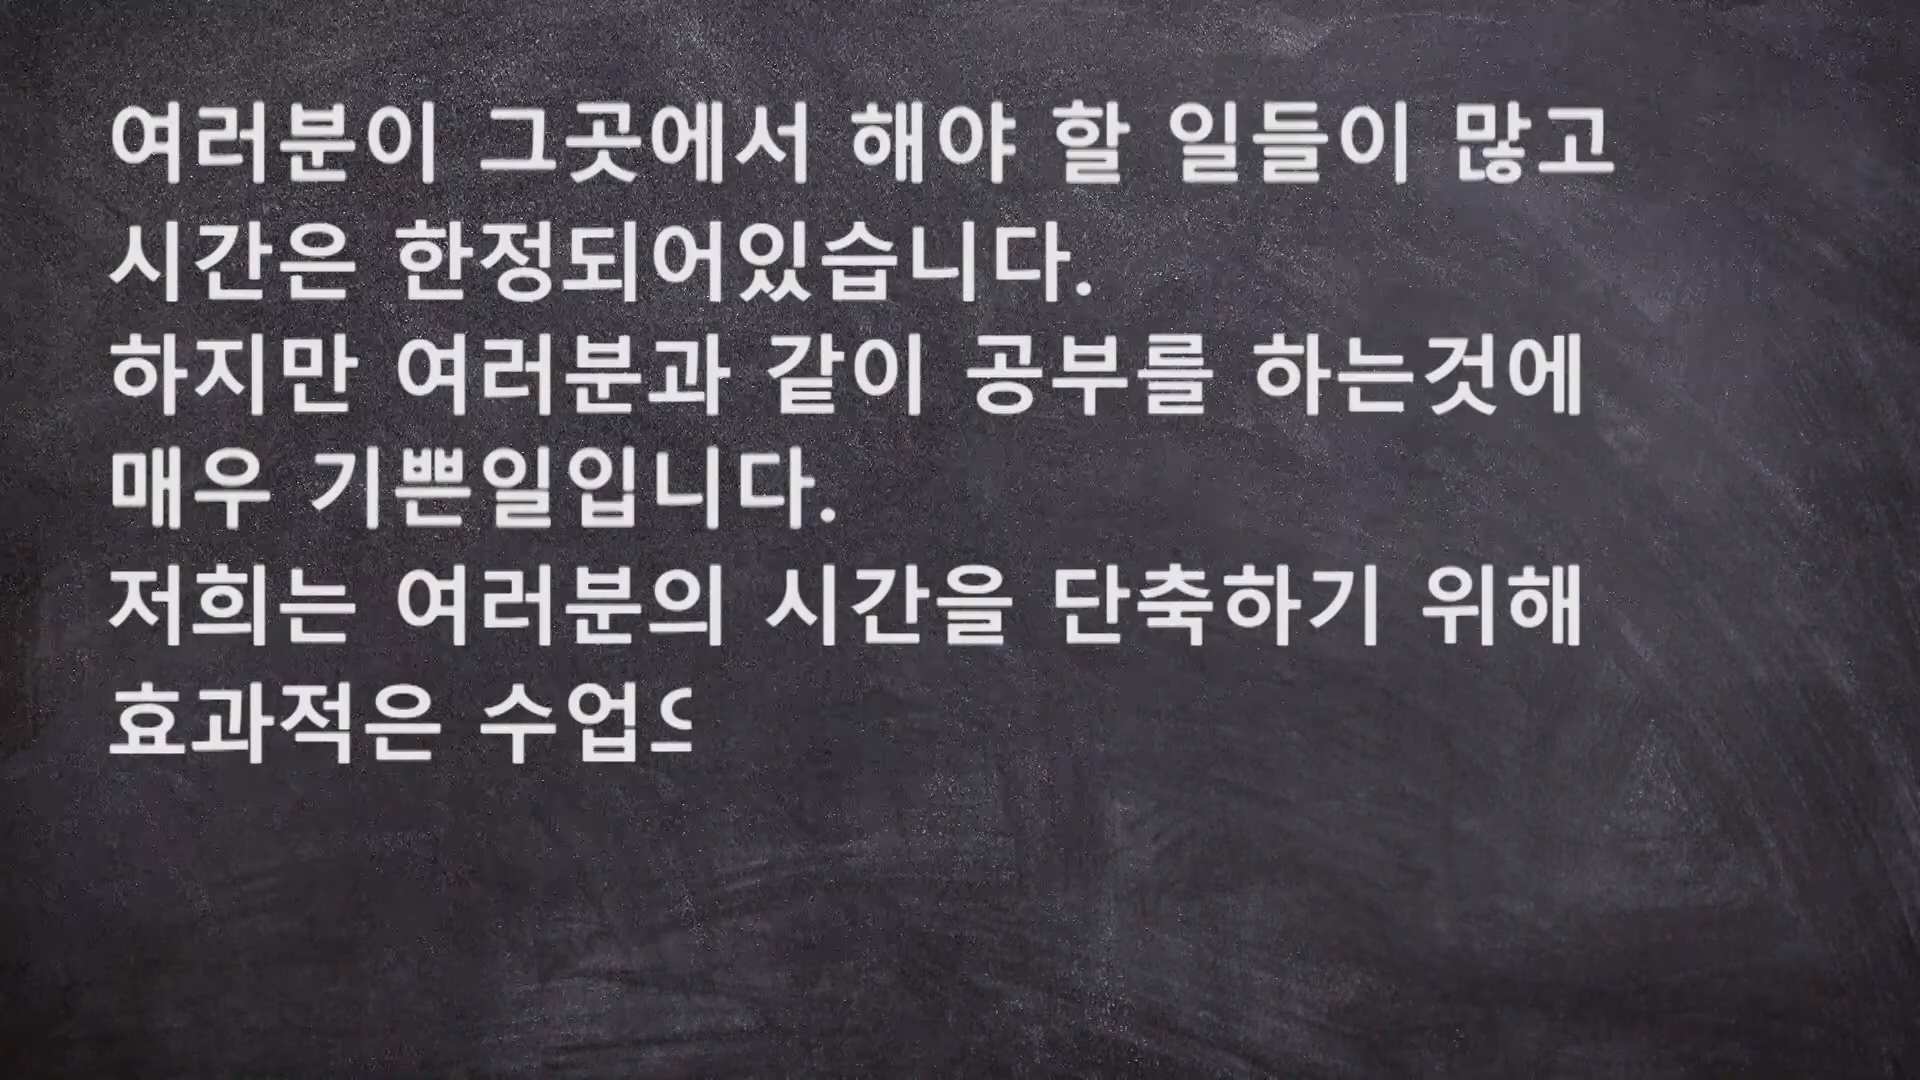 여러분이 그곳에서 해야 할 일들이 많고
시간은 한정되어있습니다.
하지만 여러분과 같이 공부를 하는것에
매우 기쁜일입니다.
저희는 여러분의 시간을 단축하기 위해
효과적은 수업